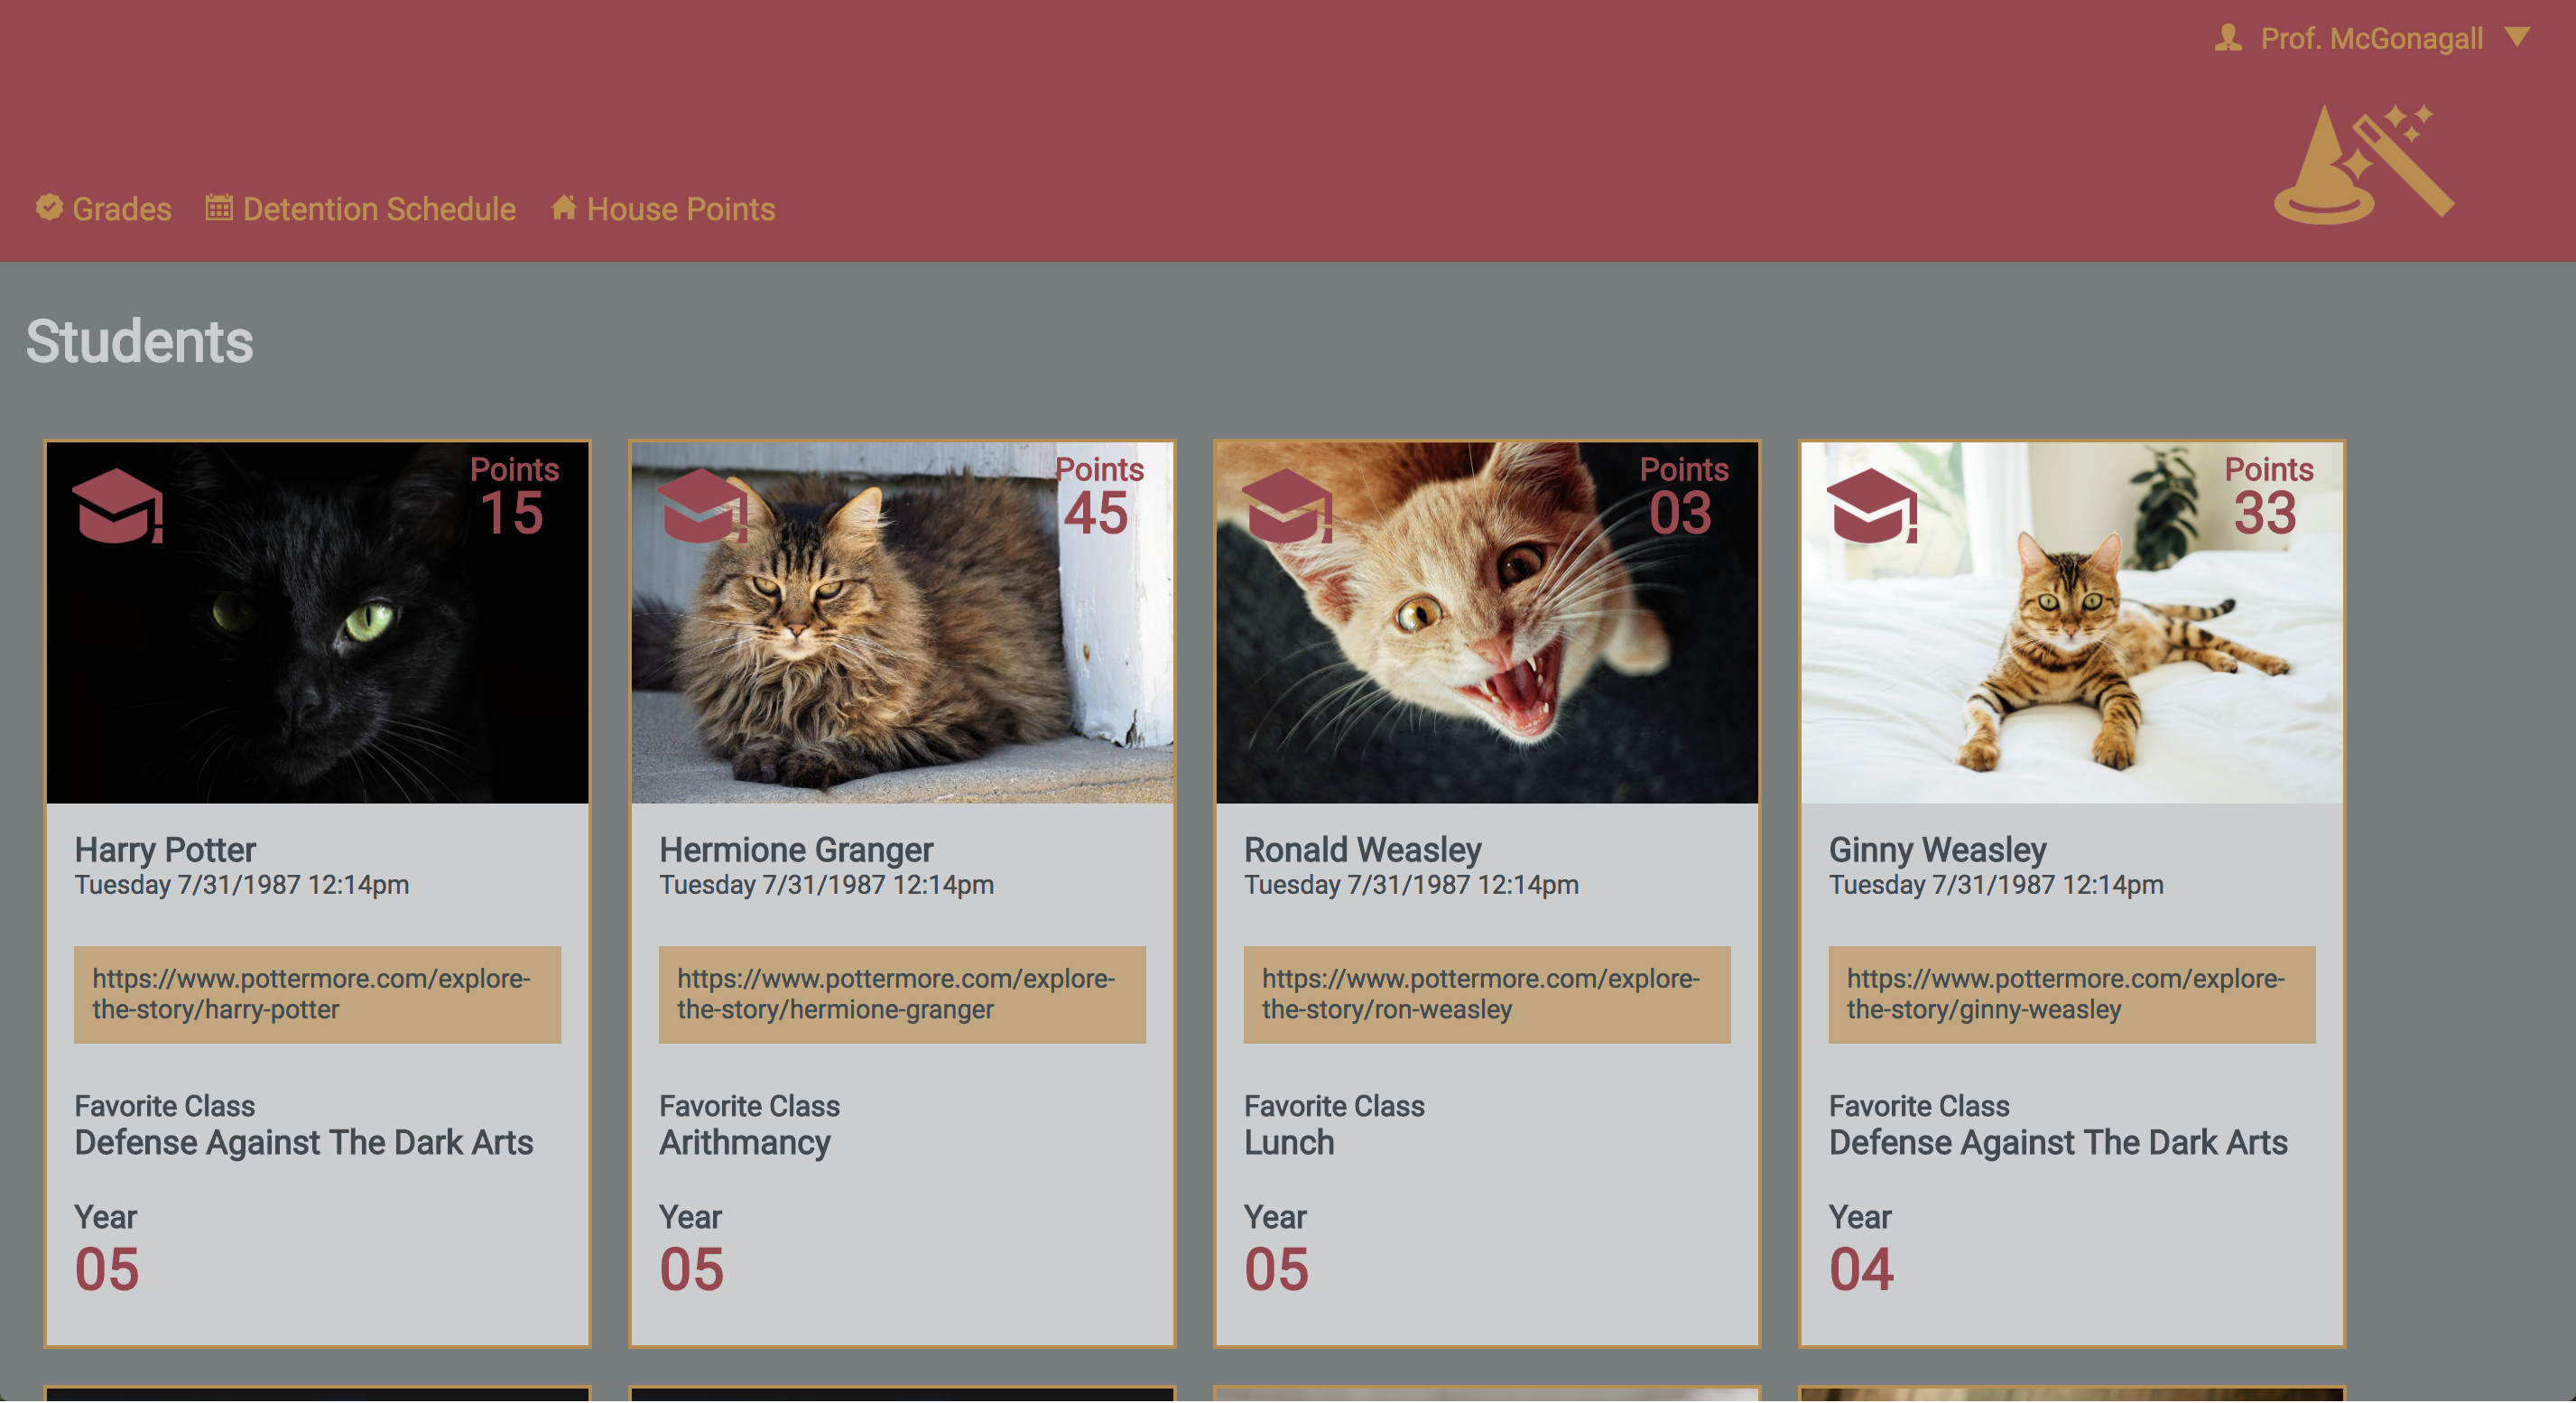 Prof. McGonagall
Grades Detention Schedule House Points
Students
Points
15
Harry Potter
Tuesday 7/31/1987 12:14pm
https://www.pottermore.com/explore-
the-story/harry-potter
Favorite Class
Defense Against The Dark Arts
Year
05
Points
45
Hermione Granger
Tuesday 7/31/1987 12:14pm
https://www.pottermore.com/explore-
the-story/hermione-granger
Favorite Class
Arithmancy
Year
05
Points
03
Ronald Weasley
Tuesday 7/31/1987 12:14pm
https://www.pottermore.com/explore-
the-story/ron-weasley
Favorite Class
Lunch
Year
05
Points
33
Ginny Weasley
Tuesday 7/31/1987 12:14pm
https://www.pottermore.com/explore-
the-story/ginny-weasley
Favorite Class
Defense Against The Dark Arts
Year
04